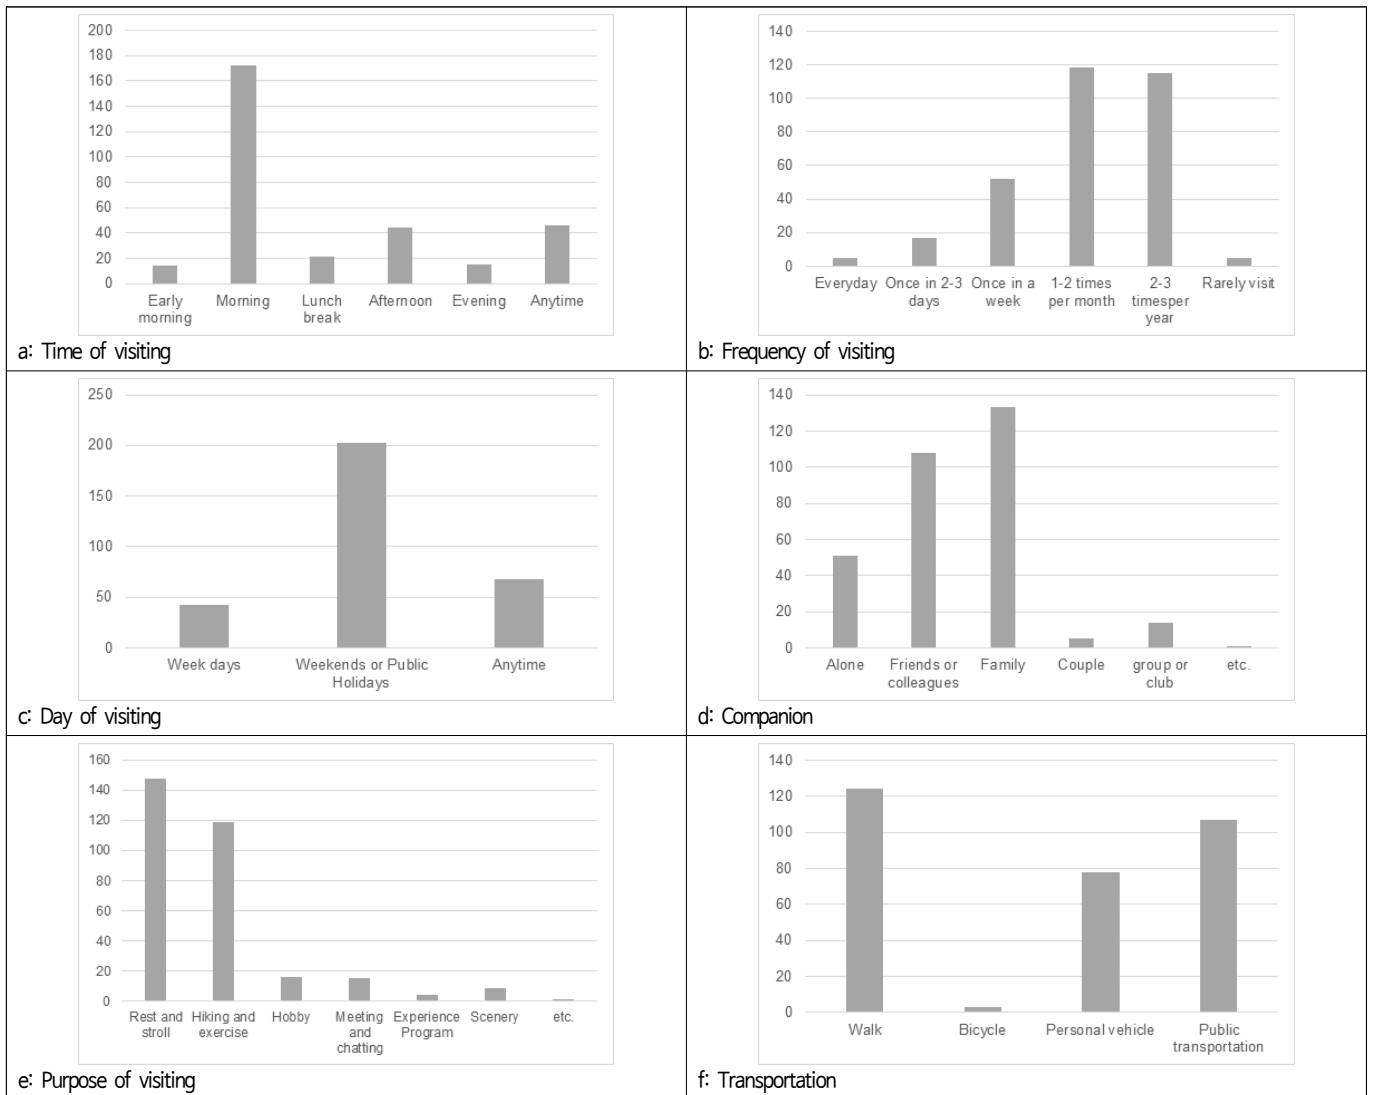 200
180
160
140
120
100
80
60
40
20
0
Early Morning Lunch Afternoon Evening Anytime
morning break
a: Time of visiting
140
120
100
80
60
40
20
0
Everyday Once in 2-3 Once in a 1-2 times 2-3 Rarely visit
days week per month timesper
year
b: Frequency of visiting
250
200
150
100
50
0
Week days Weekends or Public Anytime
Holidays
c: Day of visiting
140
120
100
80
60
40
20
0
Alone Friends or Family Couple group or etc.
colleagues club
d: Companion
160
140
120
100
80
60
40
20
0
Rest and Hiking and Hobby Meeting Experience Scenery etc.
stroll exercise and Program
chatting
e: Purpose of visiting
140
120
100
80
60
40
20
0
Walk Bicycle Personal vehicle Public
transportation
f: Transportation